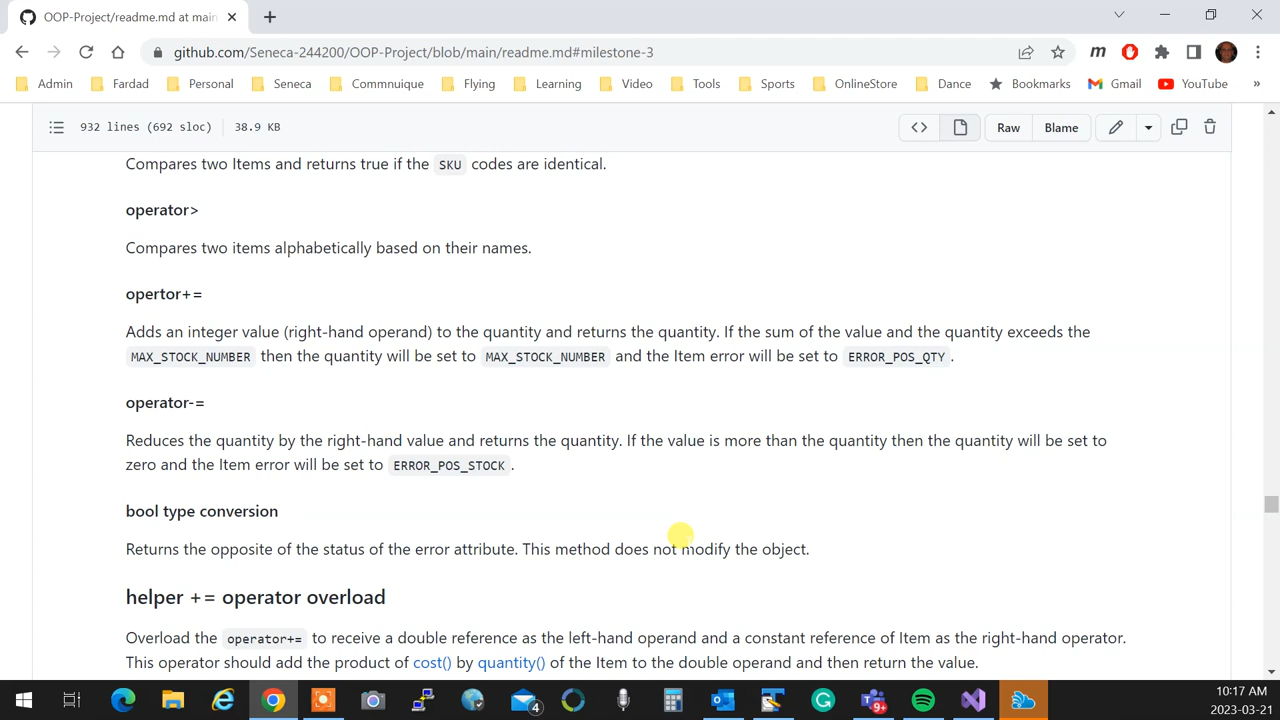 OOP-Project/readme.md at main
github.com/Seneca-244200/OOP-Project/blob/main/readme.md#milestone-3
m
Admin Fardad Personal Seneca Commnuique Flying Learning Video Tools Sports OnlineStore Dance Bookmarks Gmail YouTube »
932 lines (692 sloc) 38.9 KB <> Raw Blame
Compares two Items and returns true if the SKU codes are identical.
operator>
Compares two items alphabetically based on their names.
opertor+=
Adds an integer value (right-hand operand) to the quantity and returns the quantity. If the sum of the value and the quantity exceeds the
MAX_STOCK_NUMBER then the quantity will be set to MAX_STOCK_NUMBER and the Item error will be set to ERROR_POS_QTY.
operator-=
Reduces the quantity by the right-hand value and returns the quantity. If the value is more than the quantity then the quantity will be set to
zero and the Item error will be set to ERROR_POS_STOCK.
bool type conversion
Returns the opposite of the status of the error attribute. This method does not modify the object.
helper += operator overload
Overload the operator+= to receive a double reference as the left-hand operand and a constant reference of Item as the right-hand operator.
This operator should add the product of cost() by quantity() of the Item to the double operand and then return the value.
4
9+
10:17 AM
2023-03-21